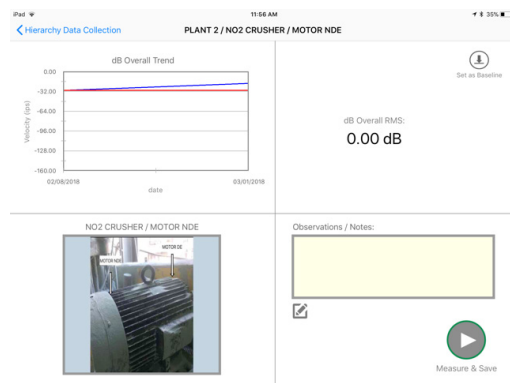 iPad 11:56 AM 35%
Hierarchy Data Collection PLANT 2 / NO2 CRUSHER / MOTOR NDE
dB Overall Trend
0.00
-32.00
-64.00
-96.00
-128.00
-160.00
Velocity (ips)
02/08/2016 03/01/2016
date
Set as Baseline
dB Overall RMS:
0.00 dB
NO2 CRUSHER / MOTOR NDE
MOTOR DE
MOTOR NDE
Observations / Notes:
Measure & Save